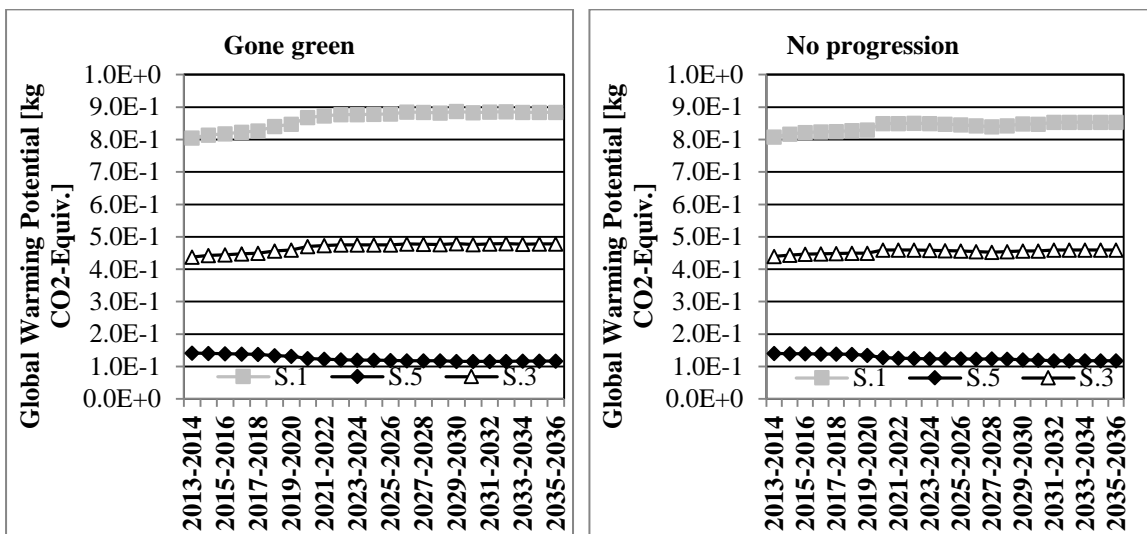 Gone green
Global Warming Potential [kg
CO2-Equiv.]
1.0E+0
9.0E-1
8.0E-1
7.0E-1
6.0E-1
5.0E-1
4.0E-1
3.0E-1
2.0E-1
1.0E-1
0.0E+0
S.1 S.5 S.3
2013-2014
2015-2016
2017-2018
2019-2020
2021-2022
2023-2024
2025-2026
2027-2028
2029-2030
2031-2032
2033-2034
2035-2036
No progression
Global Warming Potential [kg
CO2-Equiv.]
1.0E+0
9.0E-1
8.0E-1
7.0E-1
6.0E-1
5.0E-1
4.0E-1
3.0E-1
2.0E-1
1.0E-1
0.0E+0
S.1 S.5 S.3
2013-2014
2015-2016
2017-2018
2019-2020
2021-2022
2023-2024
2025-2026
2027-2028
2029-2030
2031-2032
2033-2034
2035-2036